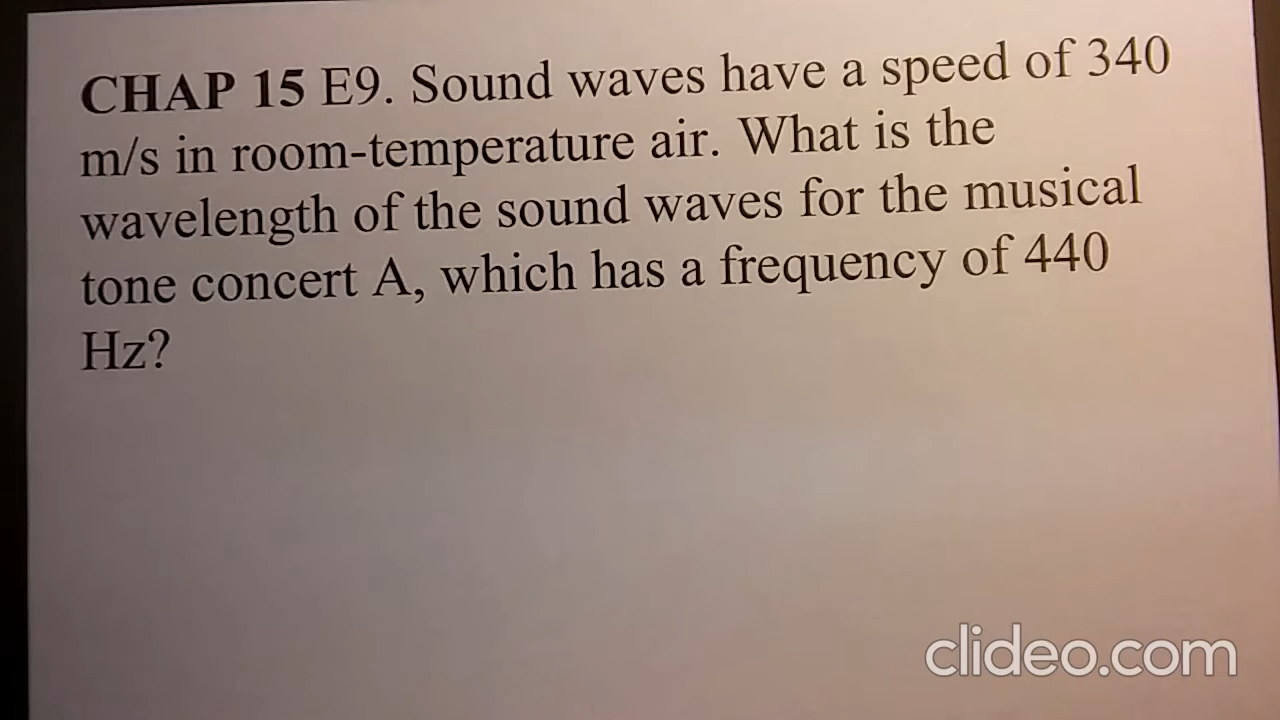 CHAP 15 E9. Sound waves have a speed of 340
m/s in room-temperature air. What is the
wavelength of the sound waves for the musical
tone concert A, which has a frequency of 440
Hz?
clideo.com